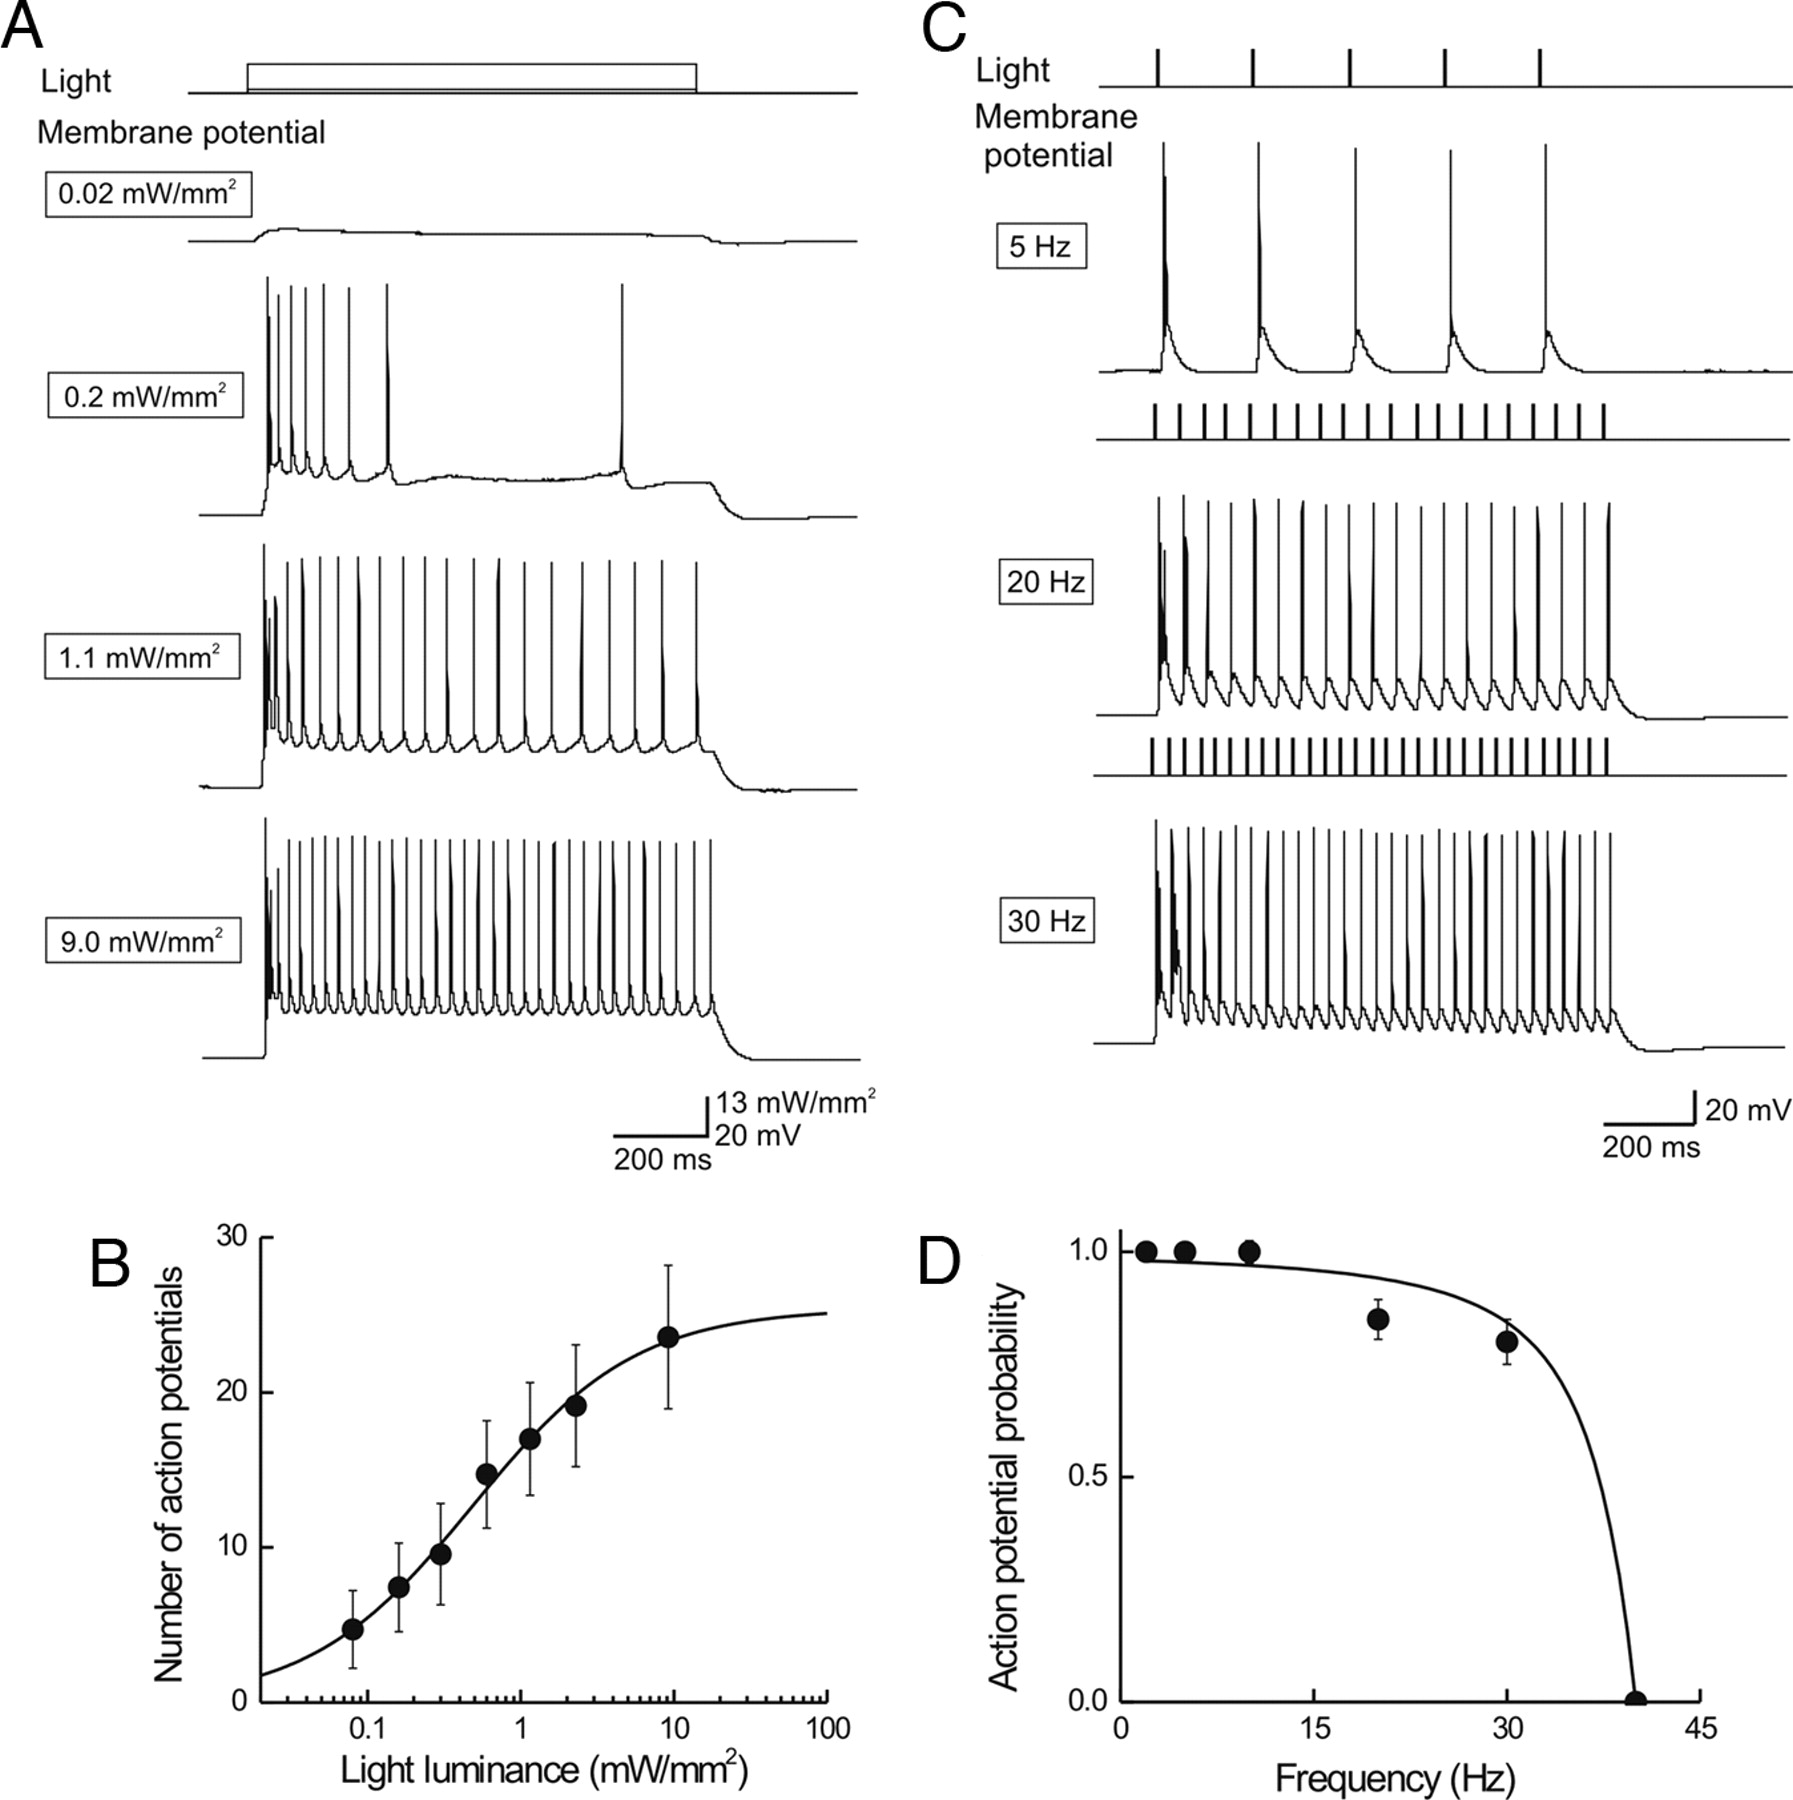 A
Light
Membrane potential
0.02 mW/mm²
0.2 mW/mm²
1.1 mW/mm²
9.0 mW/mm²
13 mW/mm²
20 mV
200 ms
C
Light
Membrane
potential
5 Hz
20 Hz
30 Hz
20 mV
200 ms
B
Number of action potentials
30
20
10
0
0.1 1 10 100
Light luminance (mW/mm²)
D
Action potential probability
1.0
0.5
0.0
0 15 30 45
Frequency (Hz)